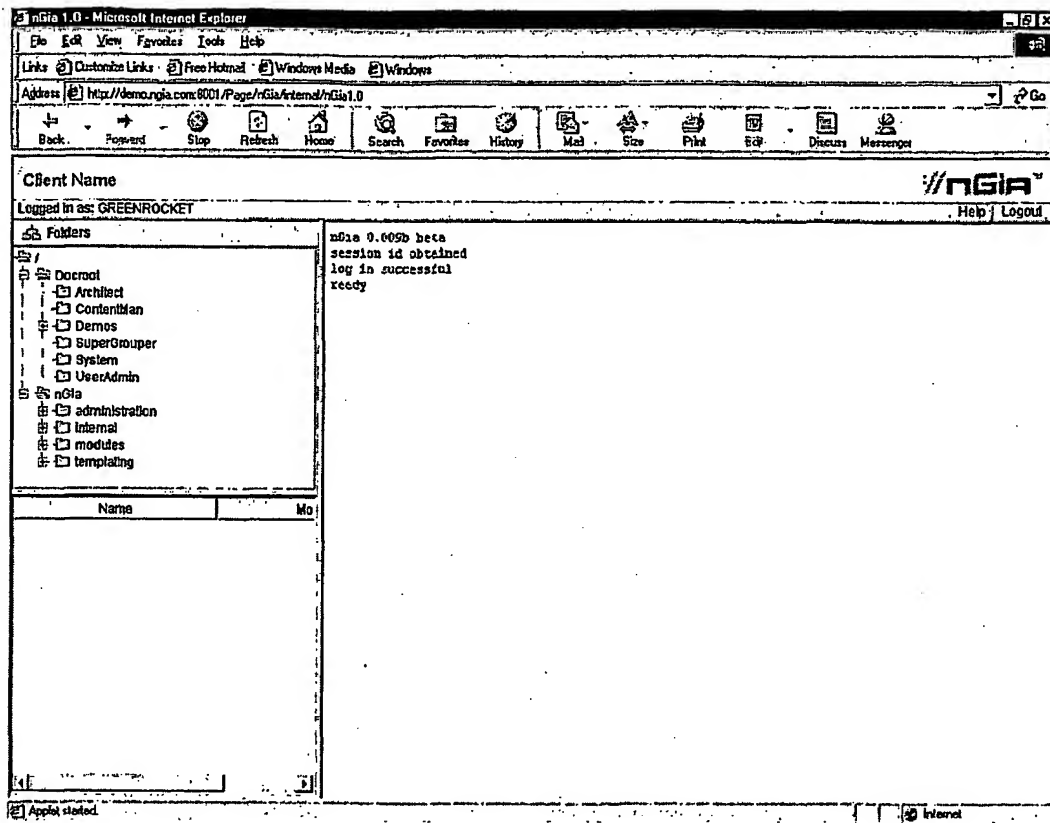 nGia 1.0 - Microsoft Internet Explorer
File Edit View Favorites Tools Help
Links Customize Links Free Hotmail Windows Media Windows
Address http://demo.ngia.com:8001/Page/nGia/internal/nGia1.0 Go
Back Forward Stop Refresh Home Search Favorites History Mail Size Print Edit Discuss Messenger
Client Name
//nGia™
Logged in as: GREENROCKET
Help | Logout
Folders
/
Docroot
Architect
ContentMan
Demos
SuperGrouper
System
UserAdmin
nGia
administration
internal
modules
templating
Name Mo
nGia 0.009b beta
session id obtained
log in successful
ready
Applet started.
Internet